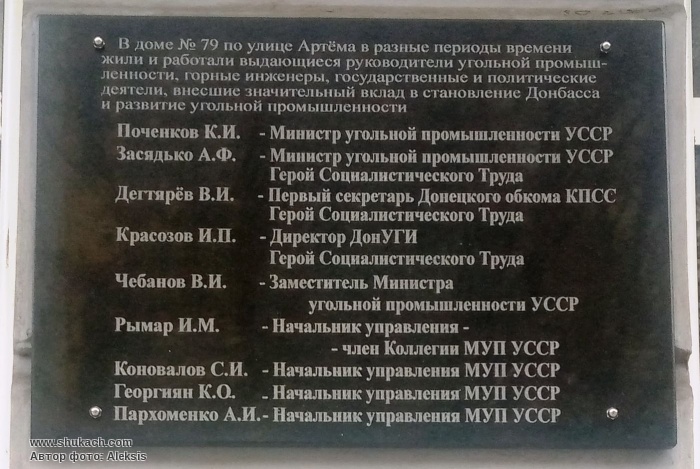 В доме № 79 по улице Артёма в разные периоды времени
жили и работали выдающиеся руководители угольной промыш-
ленности, горные инженеры, государственные и политические
деятели, внесшие значительный вклад в становление Донбасса
и развитие угольной промышленности
Поченков К.И. - Министр угольной промышленности УССР
Засядько А.Ф. - Министр угольной промышленности УССР
Герой Социалистического Труда
Дегтярёв В.И. - Первый секретарь Донецкого обкома КПСС
Герой Социалистического Труда
Красозов И.П. - Директор ДонУГИ
Герой Социалистического Труда
Чебанов В.И. - Заместитель Министра
угольной промышленности УССР
Рымар И.М. - Начальник управления -
- член Коллегии МУП УССР
Коновалов С.И. - Начальник управления МУП УССР
Георгиян К.О. - Начальник управления МУП УССР
Пархоменко А.И. - Начальник управления МУП УССР
www.shukach.com
Автор фото: Aleksis